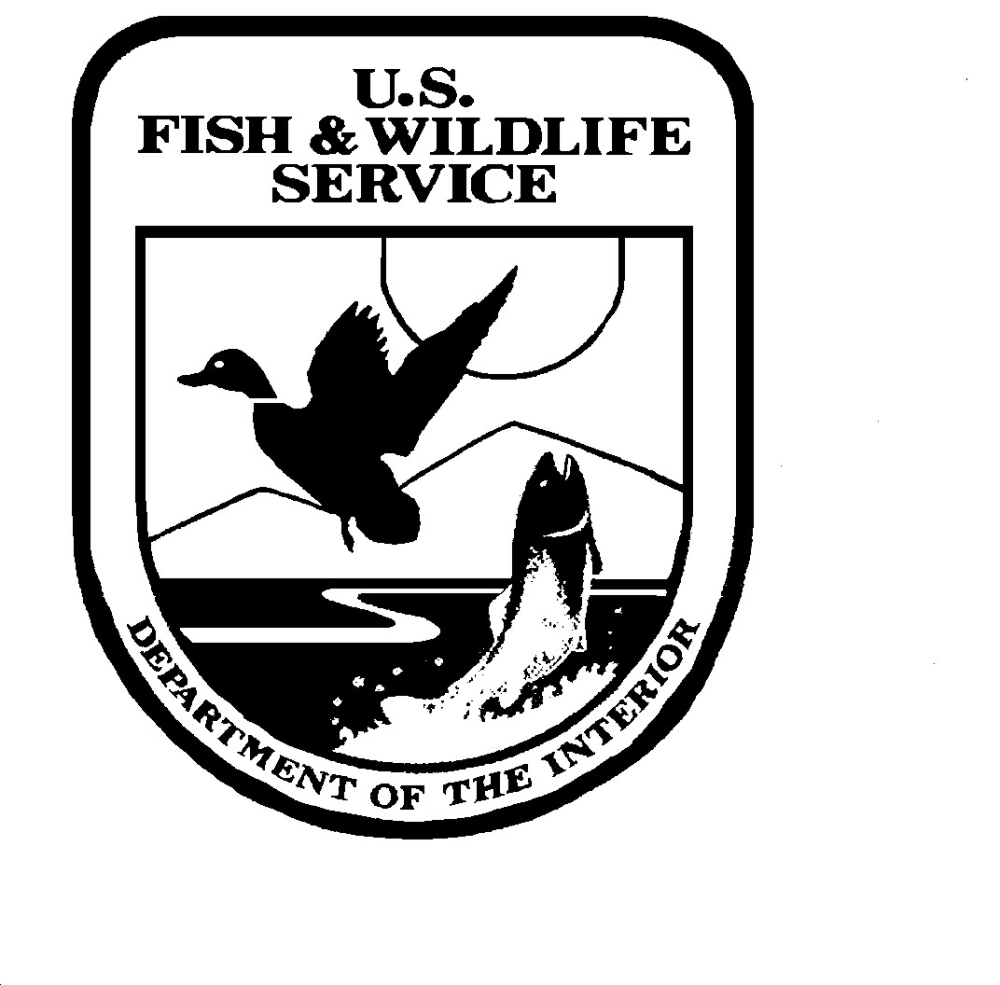 U.S.
FISH & WILDLIFE
SERVICE
DEPARTMENT OF THE INTERIOR